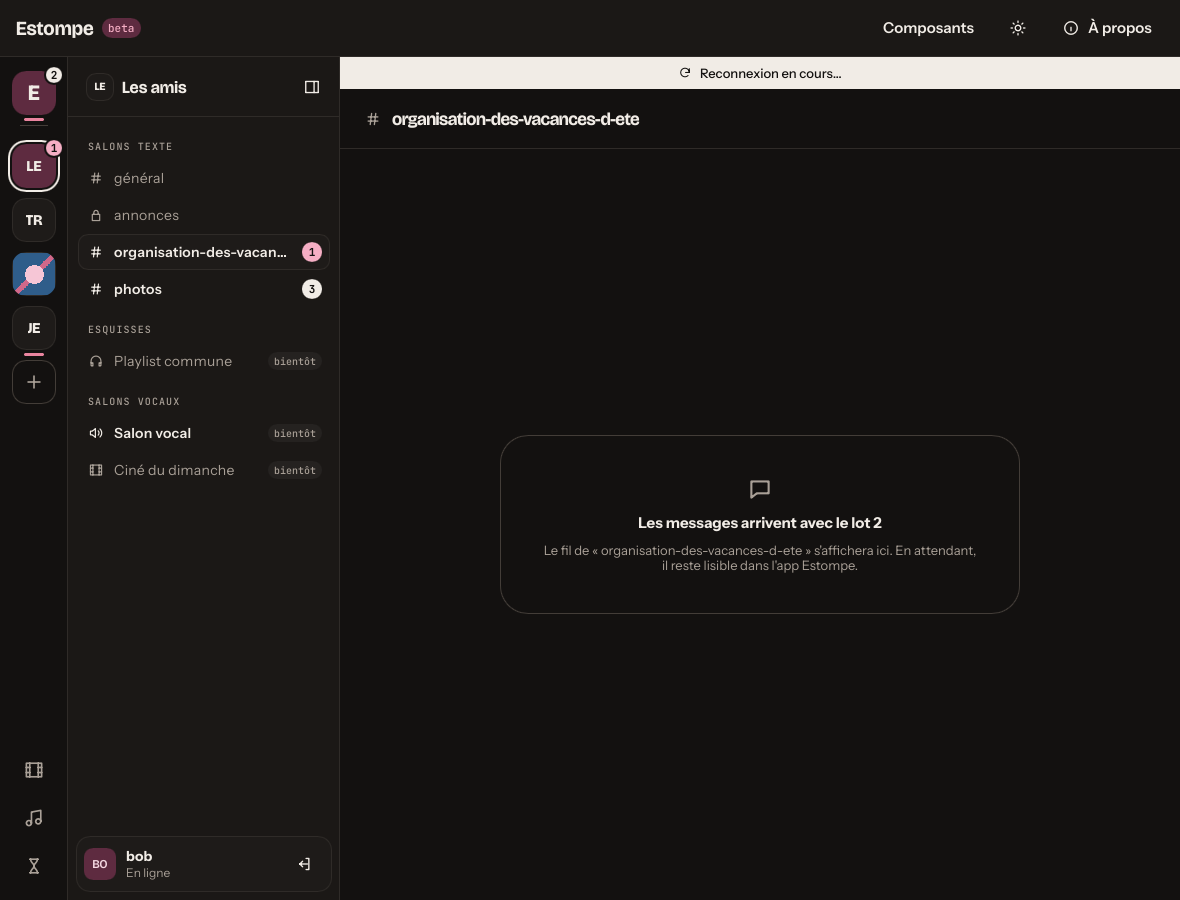 Estompe beta
Composants
À propos
E 2
LE 1
TR
JE
LE Les amis
SALONS TEXTE
# général
annonces
# organisation-des-vacan... 1
# photos 3
ESQUISSES
Playlist commune bientôt
SALONS VOCAUX
Salon vocal bientôt
Ciné du dimanche bientôt
BO bob
En ligne
Reconnexion en cours...
# organisation-des-vacances-d-ete
Les messages arrivent avec le lot 2
Le fil de « organisation-des-vacances-d-ete » s'affichera ici. En attendant,
il reste lisible dans l'app Estompe.